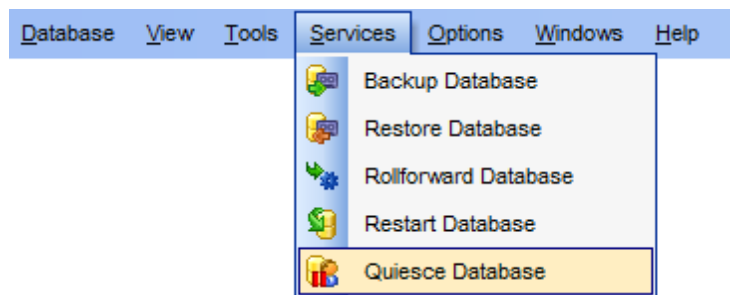 Database View Tools Services Options Windows Help
Backup Database
Restore Database
Rollforward Database
Restart Database
Quiesce Database